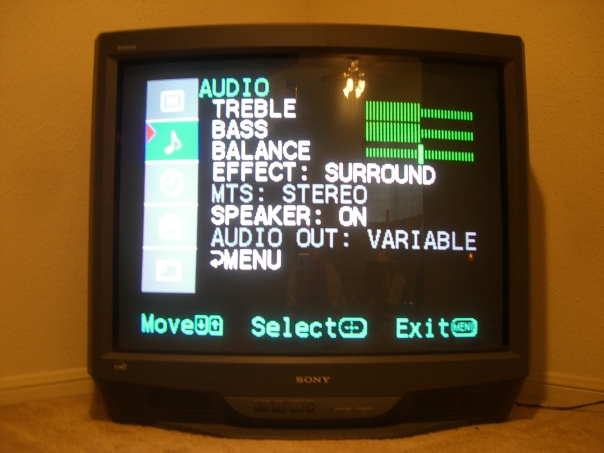 AUDIO
TREBLE
BASS
BALANCE
EFFECT: SURROUND
MTS: STEREO
SPEAKER: ON
AUDIO OUT: VARIABLE
MENU
Move Select Exit MENU
SONY